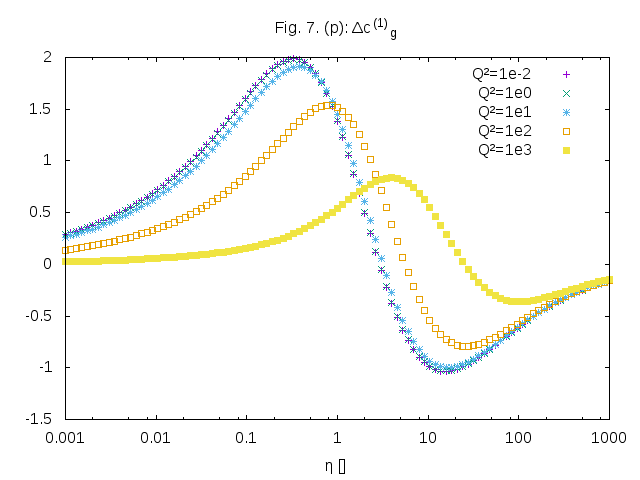 Fig. 7. (p): Δc⁽¹⁾g
Q²=1e-2
Q²=1e0
Q²=1e1
Q²=1e2
Q²=1e3
2
1.5
1
0.5
0
-0.5
-1
-1.5
0.001 0.01 0.1 1 10 100 1000
η []